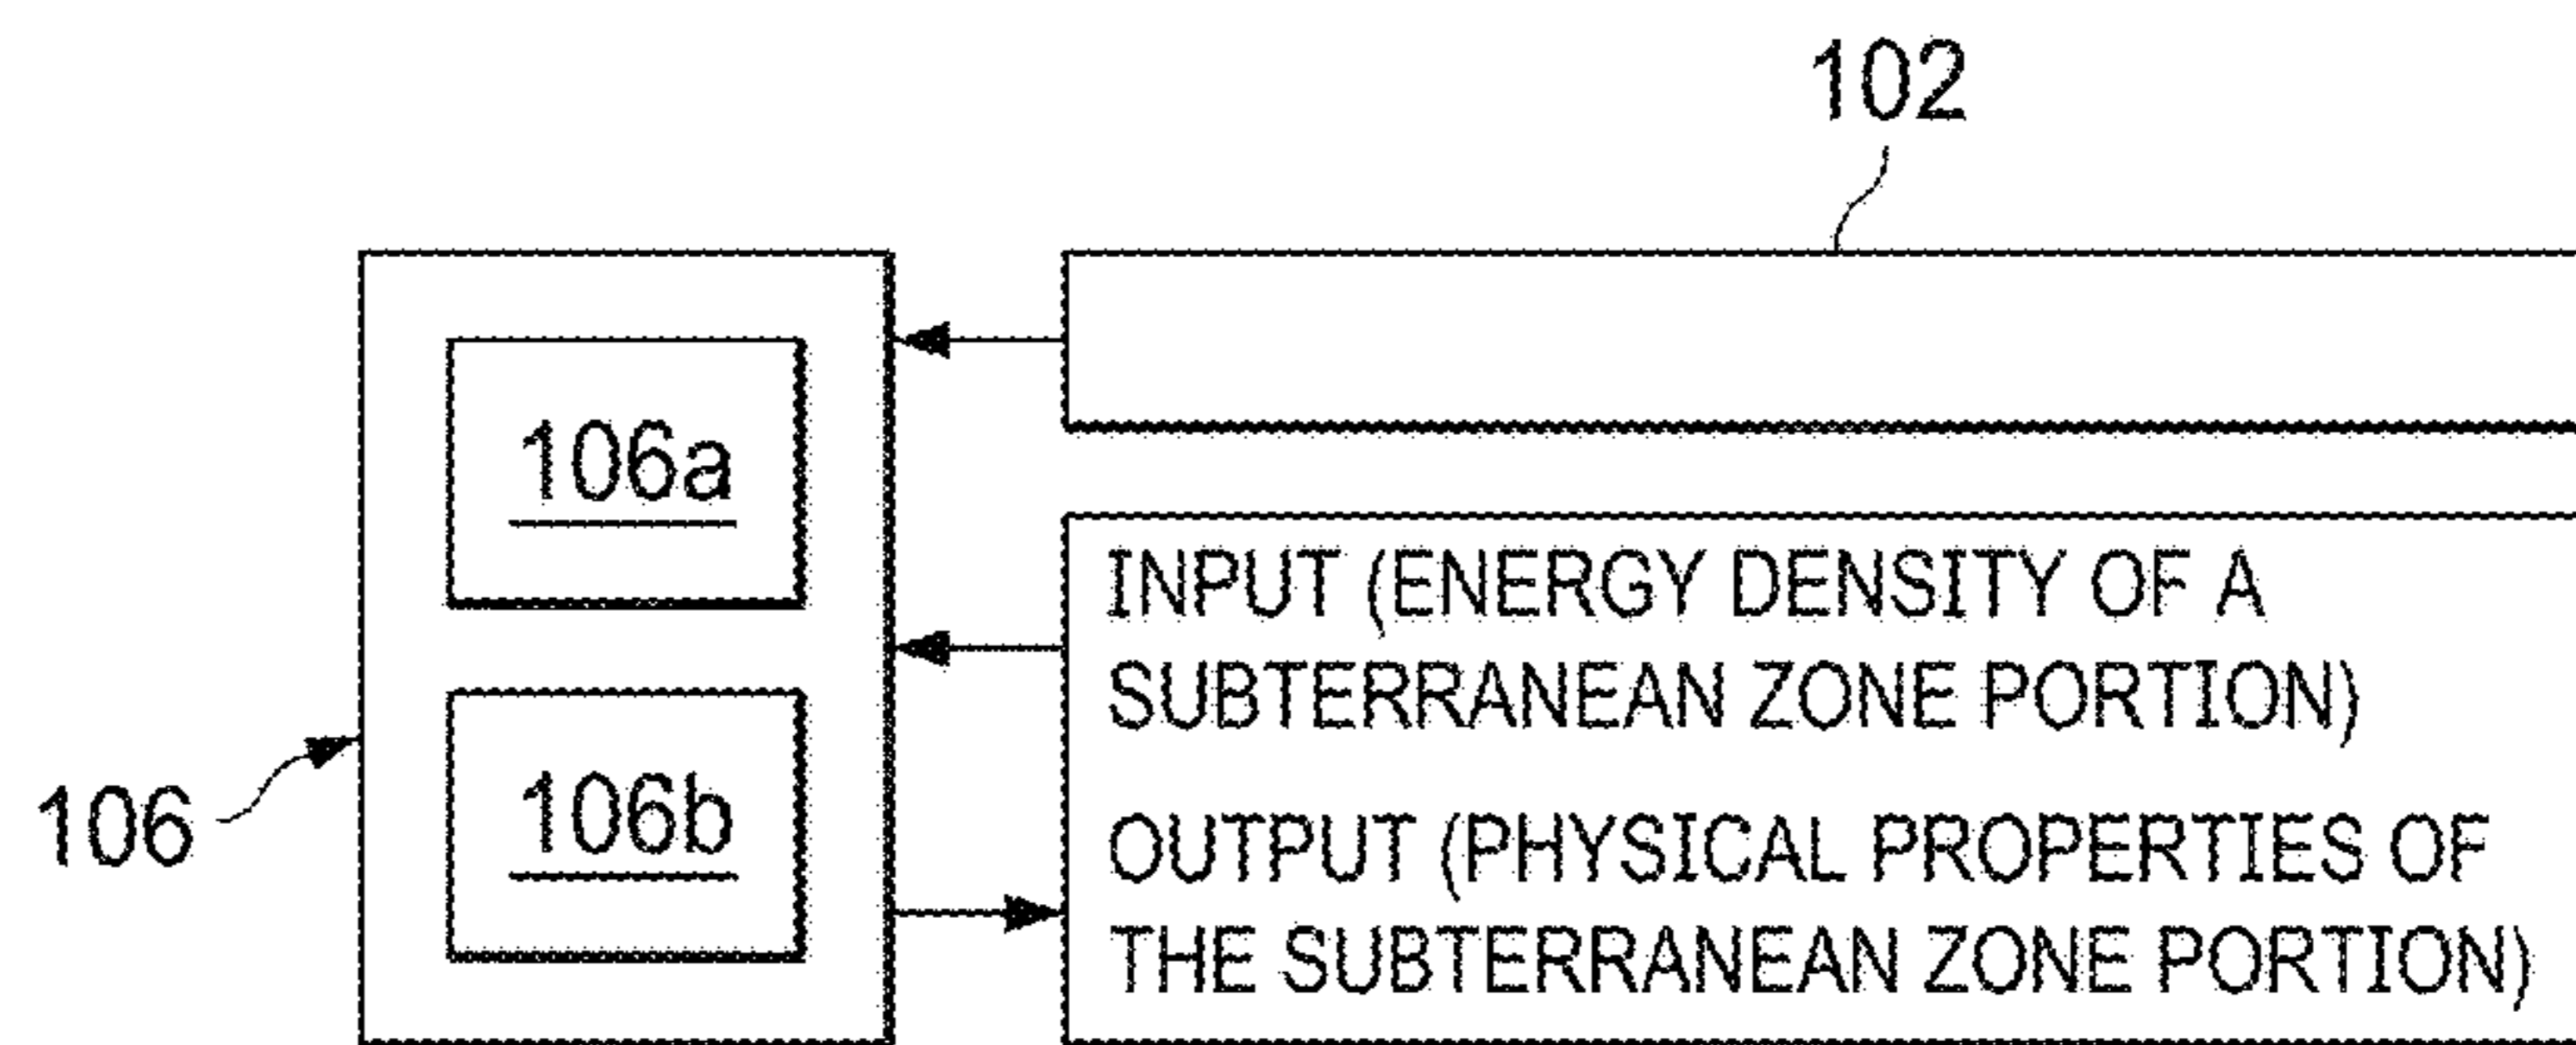 102
106a
INPUT (ENERGY DENSITY OF A
SUBTERRANEAN ZONE PORTION)
106
106b
OUTPUT (PHYSICAL PROPERTIES OF
THE SUBTERRANEAN ZONE PORTION)